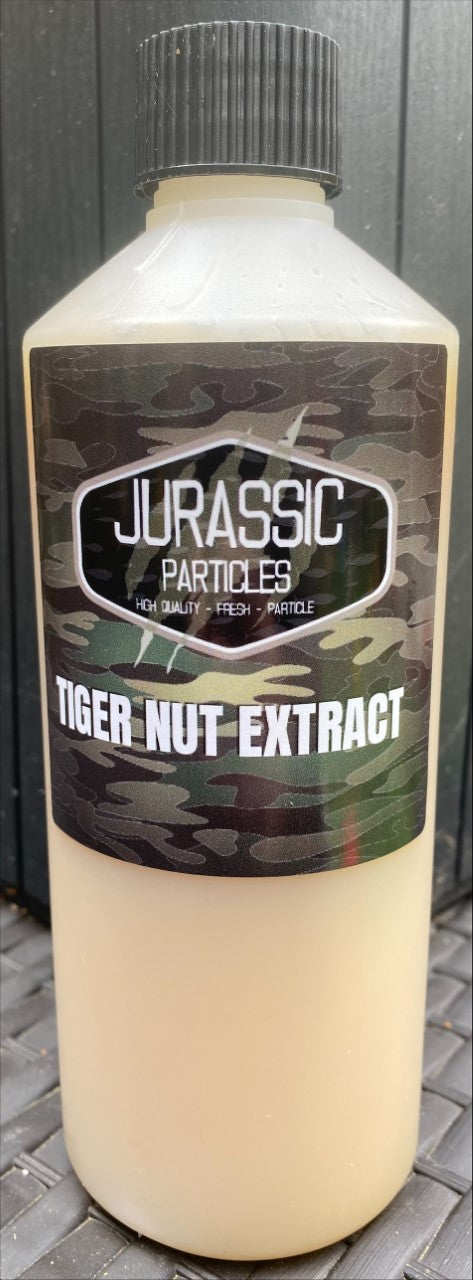 JURASSIC
PARTICLES
HIGH QUALITY - FRESH - PARTICLE
TIGER NUT EXTRACT